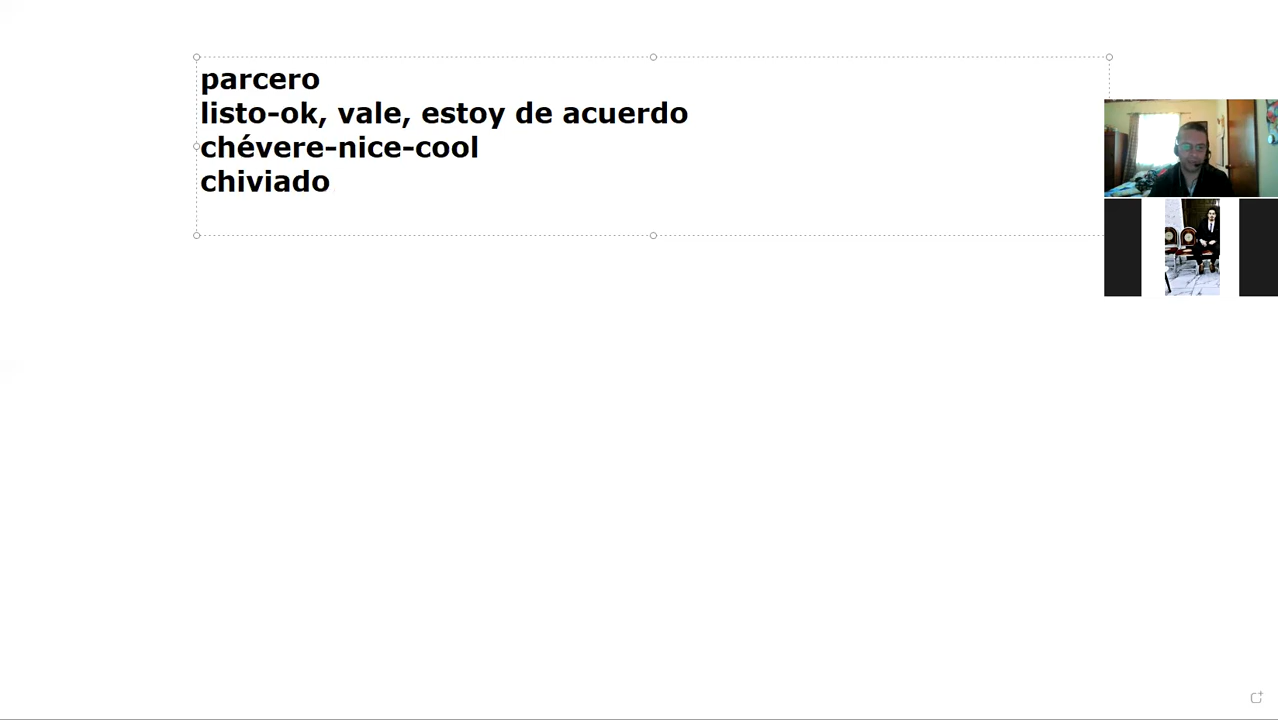 parcero
listo-ok, vale, estoy de acuerdo
chévere-nice-cool
chiviado